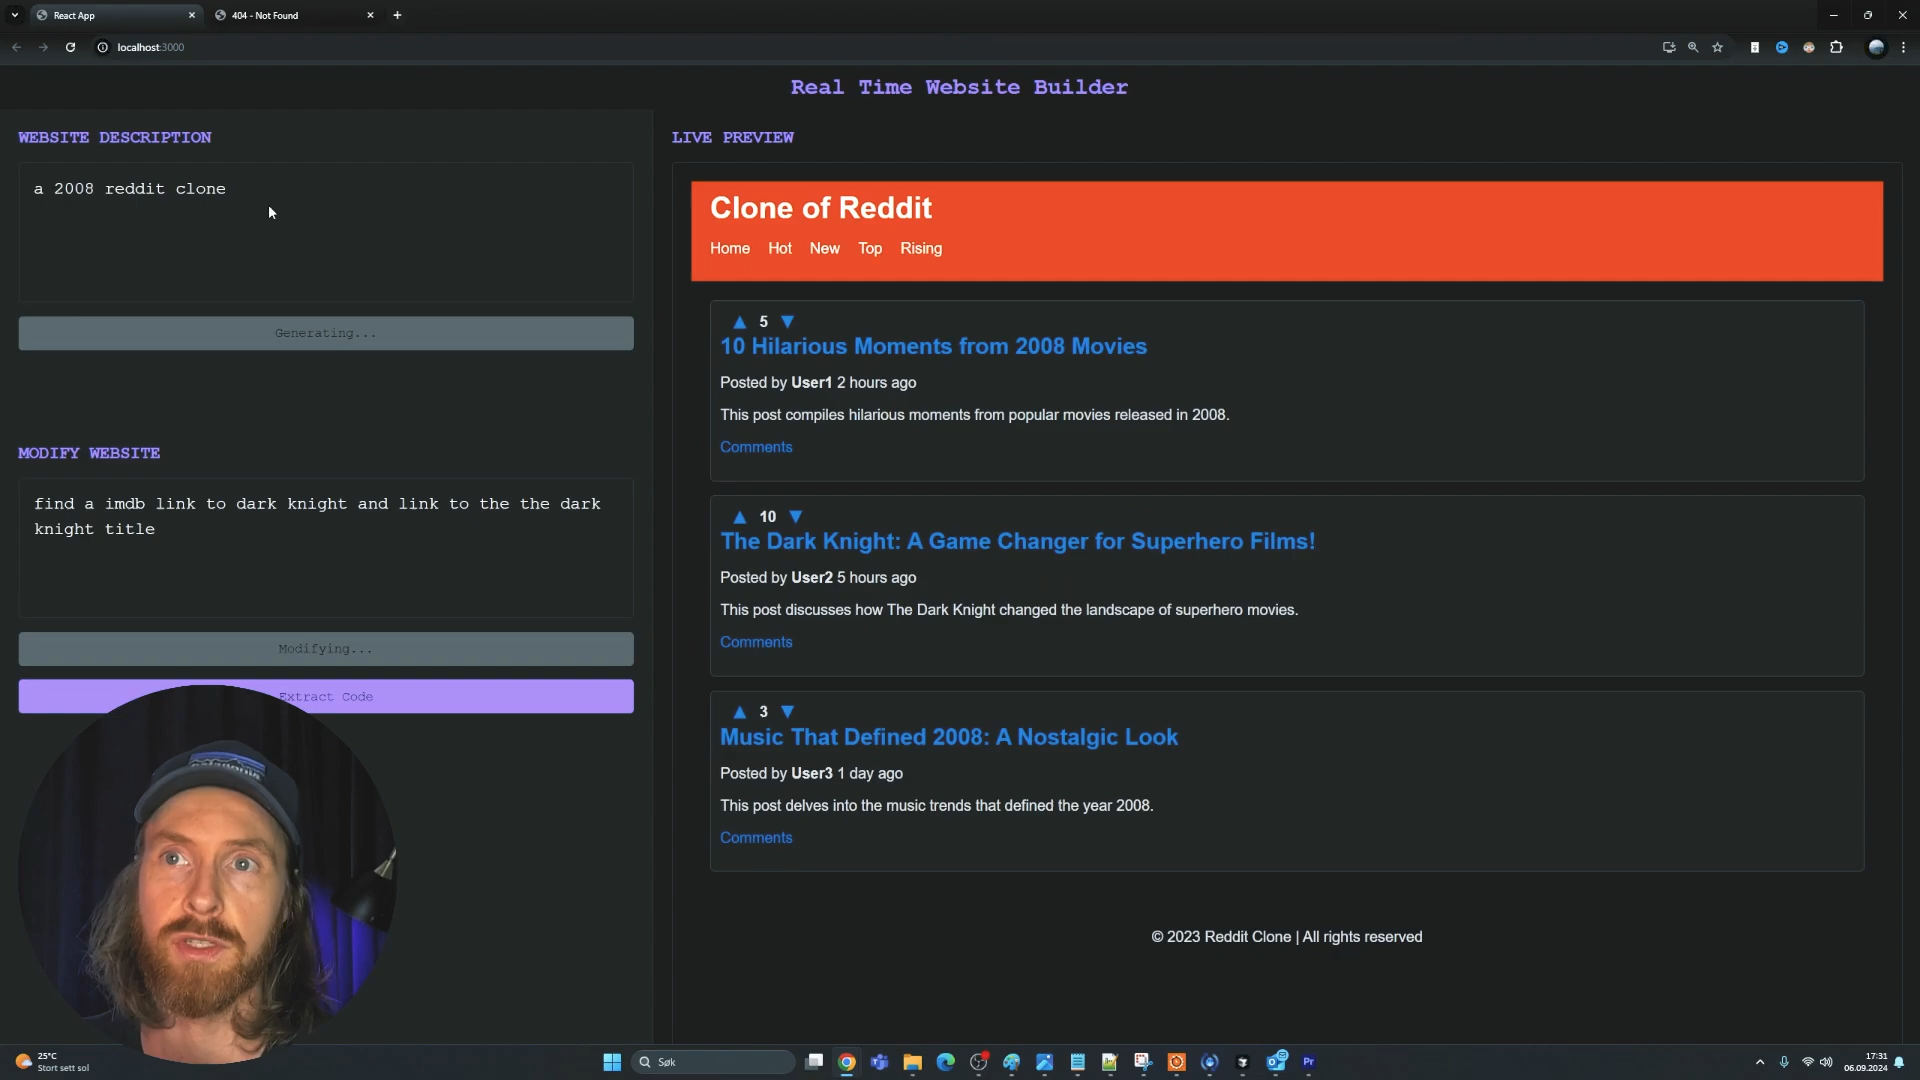 React App
404 - Not Found
localhost:3000
Real Time Website Builder
WEBSITE DESCRIPTION
a 2008 reddit clone
Generating...
MODIFY WEBSITE
find a imdb link to dark knight and link to the the dark
knight title
Modifying...
Extract Code
LIVE PREVIEW
Clone of Reddit
Home Hot New Top Rising
▲ 5 ▼
10 Hilarious Moments from 2008 Movies
Posted by User1 2 hours ago
This post compiles hilarious moments from popular movies released in 2008.
Comments
▲ 10 ▼
The Dark Knight: A Game Changer for Superhero Films!
Posted by User2 5 hours ago
This post discusses how The Dark Knight changed the landscape of superhero movies.
Comments
▲ 3 ▼
Music That Defined 2008: A Nostalgic Look
Posted by User3 1 day ago
This post delves into the music trends that defined the year 2008.
Comments
© 2023 Reddit Clone | All rights reserved
patagonia
25°C
Stort sett sol
Søk
Pr
17:31
06.09.2024